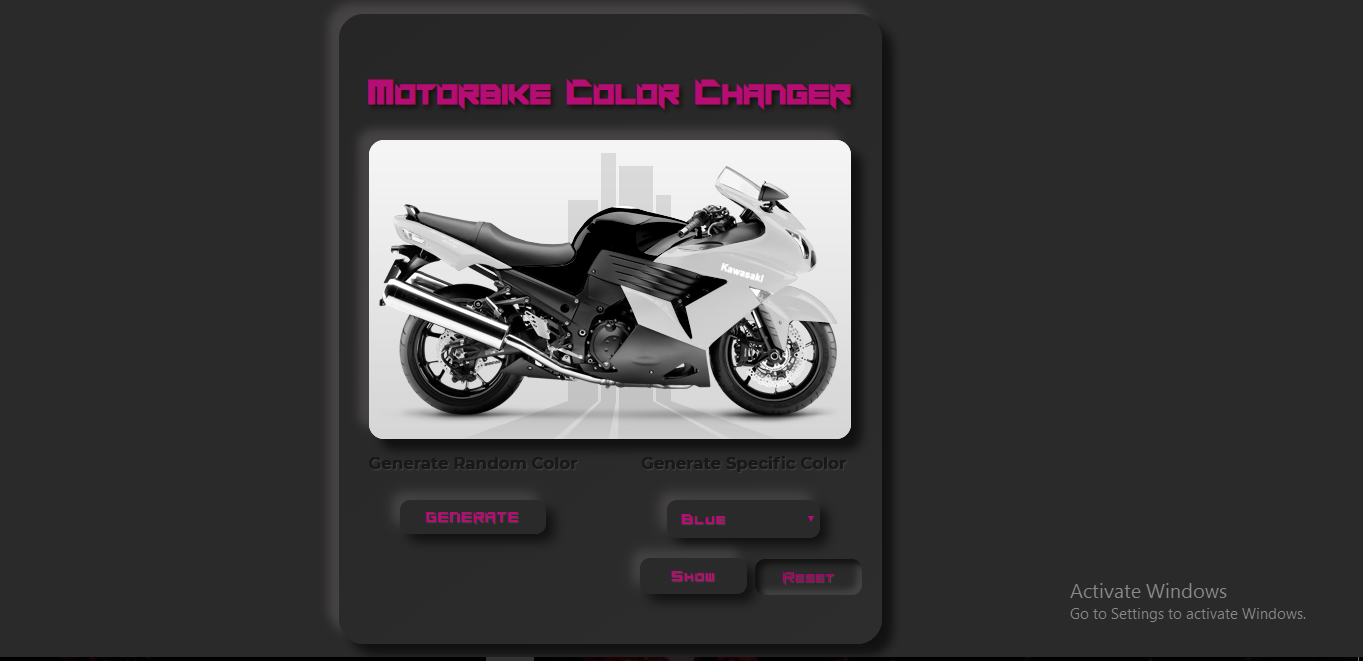 Motorbike Color Changer
Kawasaki
Generate Random Color
Generate Specific Color
GENERATE
Blue
Show
Reset
Activate Windows
Go to Settings to activate Windows.